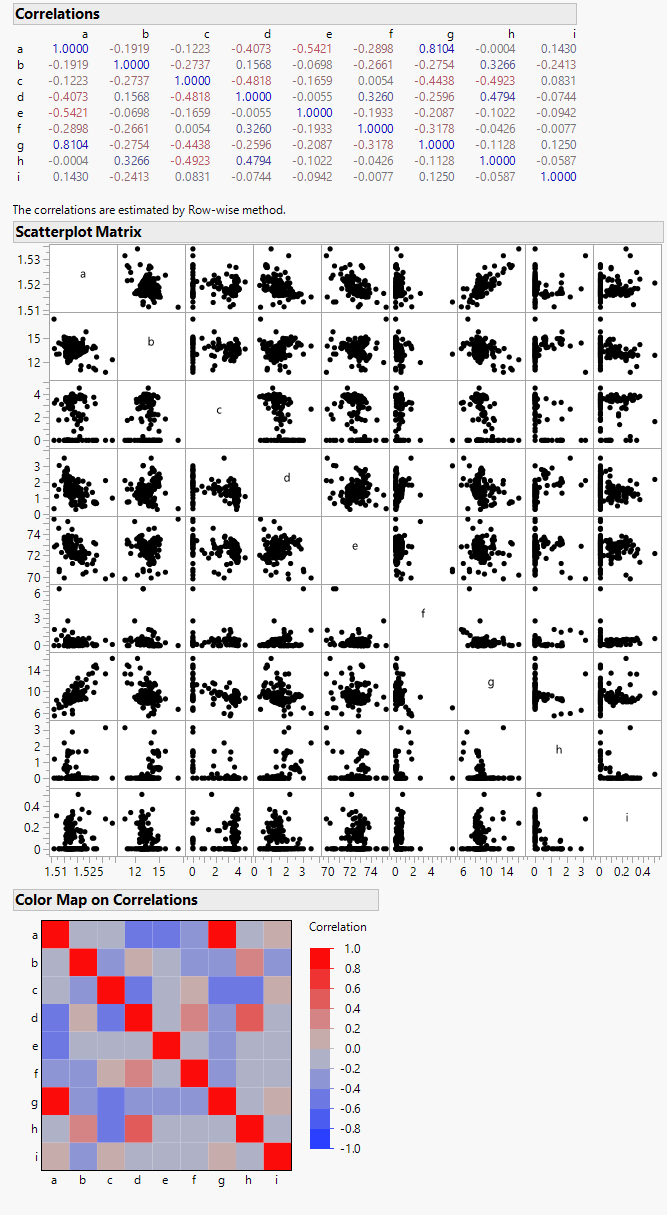 Correlations
a b c d e f g h i
a 1.0000 -0.1919 -0.1223 -0.4073 -0.5421 -0.2898 0.8104 -0.0004 0.1430
b -0.1919 1.0000 -0.2737 0.1568 -0.0698 -0.2661 -0.2754 0.3266 -0.2413
c -0.1223 -0.2737 1.0000 -0.4818 -0.1659 0.0054 -0.4438 -0.4923 0.0831
d -0.4073 0.1568 -0.4818 1.0000 -0.0055 0.3260 -0.2596 0.4794 -0.0744
e -0.5421 -0.0698 -0.1659 -0.0055 1.0000 -0.1933 -0.2087 -0.1022 -0.0942
f -0.2898 -0.2661 0.0054 0.3260 -0.1933 1.0000 -0.3178 -0.0426 -0.0077
g 0.8104 -0.2754 -0.4438 -0.2596 -0.2087 -0.3178 1.0000 -0.1128 0.1250
h -0.0004 0.3266 -0.4923 0.4794 -0.1022 -0.0426 -0.1128 1.0000 -0.0587
i 0.1430 -0.2413 0.0831 -0.0744 -0.0942 -0.0077 0.1250 -0.0587 1.0000
The correlations are estimated by Row-wise method.
Scatterplot Matrix
1.53
a
1.52
1.51
15
b
12
4
c
2
0
3
d
2
1
0
74
e
72
70
6
f
3
0
14
g
10
6
3
h
2
1
0
0.4
i
0.2
0
1.51 1.525 12 15 0 2 4 0 1 2 3 70 72 74 0 2 4 6 10 14 0 1 2 3 0 0.2 0.4
Color Map on Correlations
Correlation
a
b
c
d
e
f
g
h
i
1.0
0.8
0.6
0.4
0.2
0.0
-0.2
-0.4
-0.6
-0.8
-1.0
a b c d e f g h i